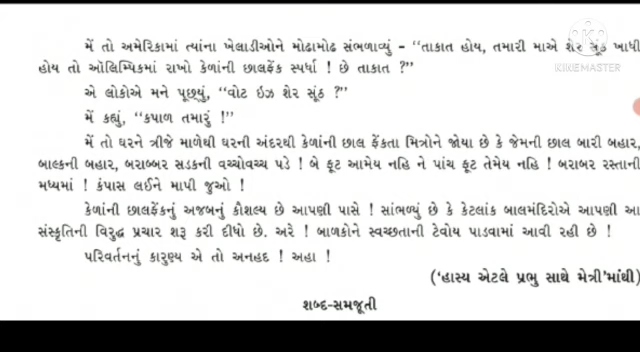 મેં તો અમેરિકામાં ત્યાંના ખેલાડીઓને મોઢામોઢ સંભળાવ્યું – “તાકાત હોય, તમારી માએ શેર સૂંઠ ખાધી
હોય તો ઑલિમ્પિકમાં રાખો કેળાંની છાલફેંક સ્પર્ધા ! છે તાકાત ?”
એ લોકોએ મને પૂછ્યું, “વોટ ઇઝ શેર સૂંઠ ?”
મેં કહ્યું, “કપાળ તમારું !”
મેં તો ઘરને ત્રીજે માળેથી ઘરની અંદરથી કેળાંની છાલ ફેંકતા મિત્રોને જોયા છે કે જેમની છાલ બારી બહાર,
બાલ્કની બહાર, બરાબ્બર સડકની વચ્ચોવચ્ચ પડે ! બે ફૂટ આમેય નહિ ને પાંચ ફૂટ તેમેય નહિ ! બરાબર રસ્તાની
મધ્યમાં ! કંપાસ લઈને માપી જુઓ !
કેળાંની છાલફેંકનું અજબનું કૌશલ્ય છે આપણી પાસે ! સાંભળ્યું છે કે કેટલાંક બાલમંદિરોએ આપણી આ
સંસ્કૃતિની વિરુદ્ધ પ્રચાર શરૂ કરી દીધો છે. અરે ! બાળકોને સ્વચ્છતાની ટેવોય પાડવામાં આવી રહી છે !
પરિવર્તનનું કારુણ્ય એ તો અનહદ ! અહા !
(‘હાસ્ય એટલે પ્રભુ સાથે મૈત્રી’માંથી)
શબ્દ-સમજૂતી
KINEMASTER